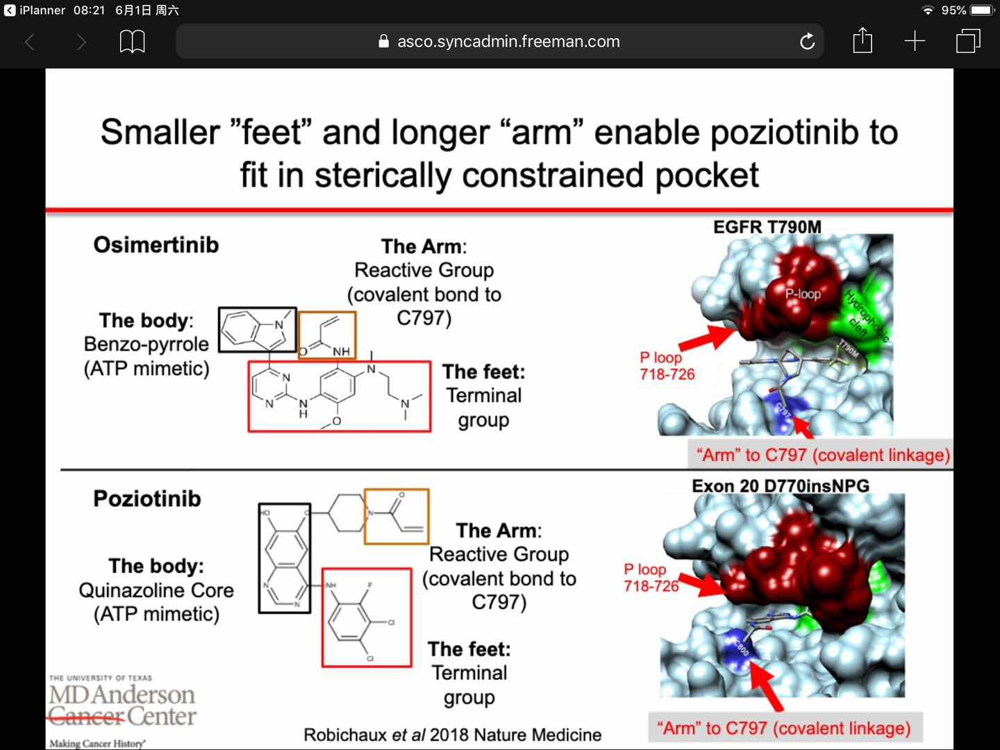 iPlanner 08:21 6月1日 周六
95%
asco.syncadmin.freeman.com
Smaller ”feet” and longer “arm” enable poziotinib to
fit in sterically constrained pocket
Osimertinib
The Arm:
Reactive Group
(covalent bond to
C797)
The body:
Benzo-pyrrole
(ATP mimetic)
N
O
NH
N
N
N
N
H
O
N
The feet:
Terminal
group
EGFR T790M
P-loop
Hydrophobic
cleft
T790M
P loop
718-726
C797
“Arm” to C797 (covalent linkage)
Poziotinib
HO
O
N
O
N
N
NH
F
Cl
Cl
The body:
Quinazoline Core
(ATP mimetic)
The Arm:
Reactive Group
(covalent bond to
C797)
The feet:
Terminal
group
Exon 20 D770insNPG
P loop
718-726
C800
“Arm” to C797 (covalent linkage)
THE UNIVERSITY OF TEXAS
MD Anderson
Cancer Center
Making Cancer History®
Robichaux et al 2018 Nature Medicine